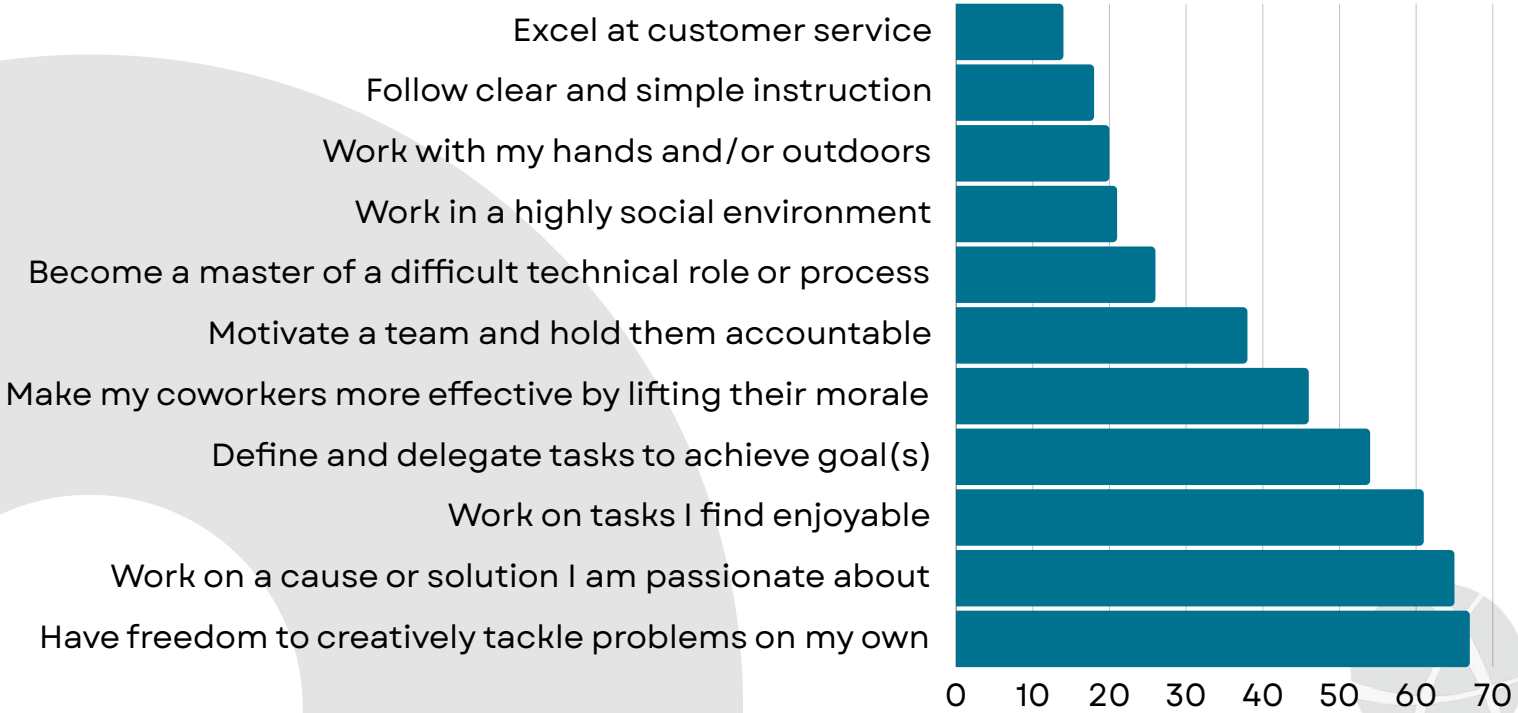 Excel at customer service
Follow clear and simple instruction
Work with my hands and/or outdoors
Work in a highly social environment
Become a master of a difficult technical role or process
Motivate a team and hold them accountable
Make my coworkers more effective by lifting their morale
Define and delegate tasks to achieve goal(s)
Work on tasks I find enjoyable
Work on a cause or solution I am passionate about
Have freedom to creatively tackle problems on my own
0 10 20 30 40 50 60 70